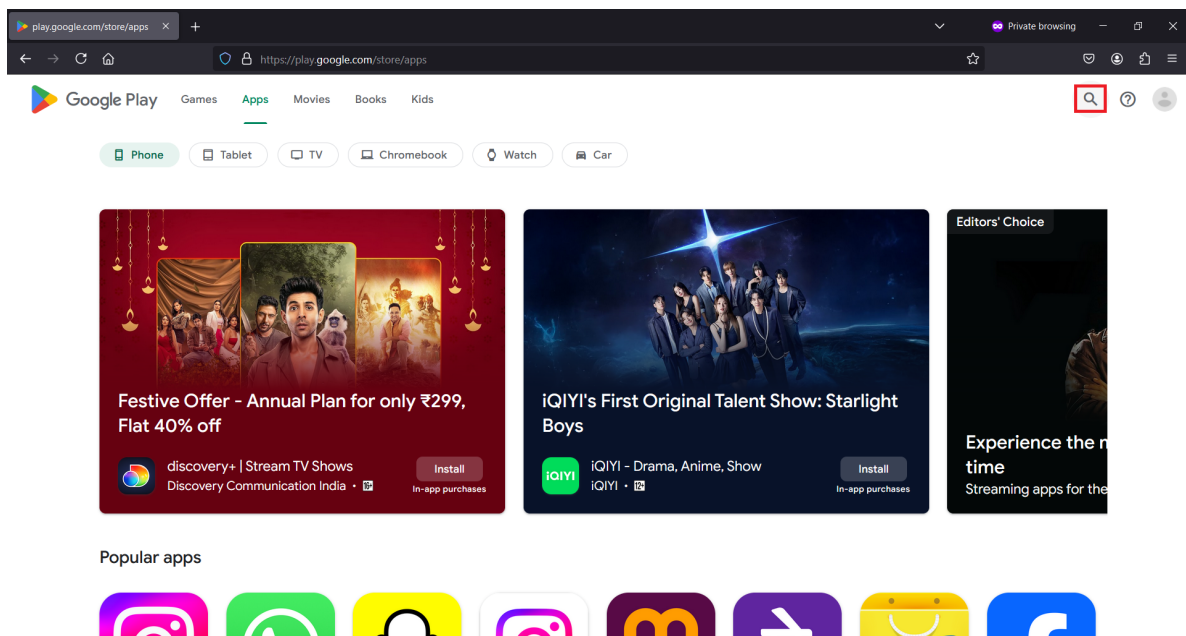 play.google.com/store/apps
Private browsing
https://play.google.com/store/apps
Google Play Games Apps Movies Books Kids
Phone Tablet TV Chromebook Watch Car
Festive Offer - Annual Plan for only ₹299,
Flat 40% off
discovery+ | Stream TV Shows
Discovery Communication India • 16+
Install
In-app purchases
iQIYI's First Original Talent Show: Starlight
Boys
iQIYI
iQIYI - Drama, Anime, Show
iQIYI • 12+
Install
In-app purchases
Editors' Choice
Experience the
time
Streaming apps for the
Popular apps